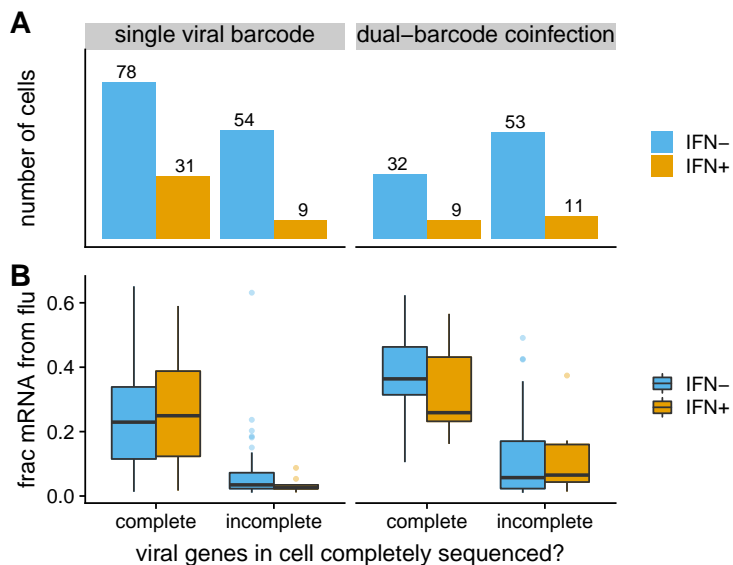 A
single viral barcode
dual−barcode coinfection
number of cells
78
31
54
9
32
9
53
11
IFN−
IFN+
B
frac mRNA from flu
0.6
0.4
0.2
0.0
IFN−
IFN+
complete
incomplete
complete
incomplete
viral genes in cell completely sequenced?